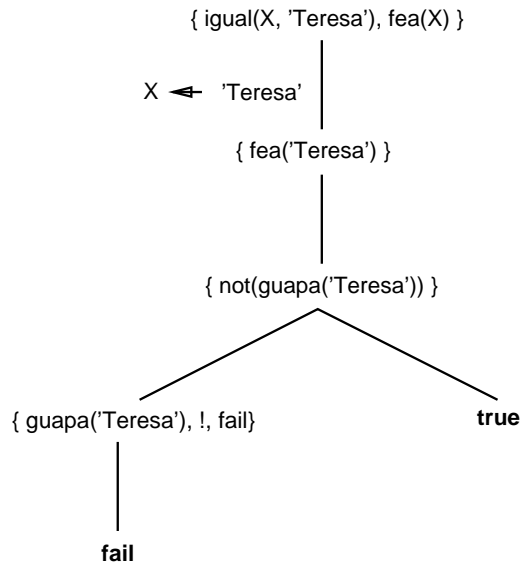 { igual(X, ’Teresa’), fea(X) }
X ’Teresa’
{ fea(’Teresa’) }
{ not(guapa(’Teresa’)) }
{ guapa(’Teresa’), !, fail}
true
fail